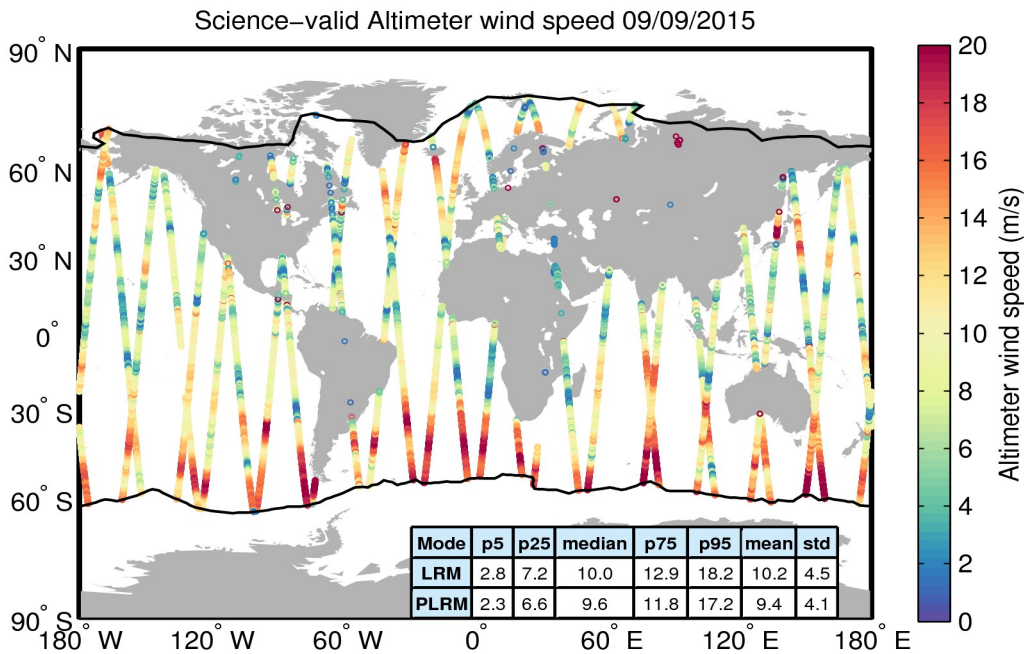 Science−valid Altimeter wind speed 09/09/2015
90° N
60° N
30° N
0°
30° S
60° S
90° S
180° W
120° W
60° W
0°
60° E
120° E
180° E
Mode p5 p25 median p75 p95 mean std
LRM 2.8 7.2 10.0 12.9 18.2 10.2 4.5
PLRM 2.3 6.6 9.6 11.8 17.2 9.4 4.1
20
18
16
14
12
10
8
6
4
2
0
Altimeter wind speed (m/s)